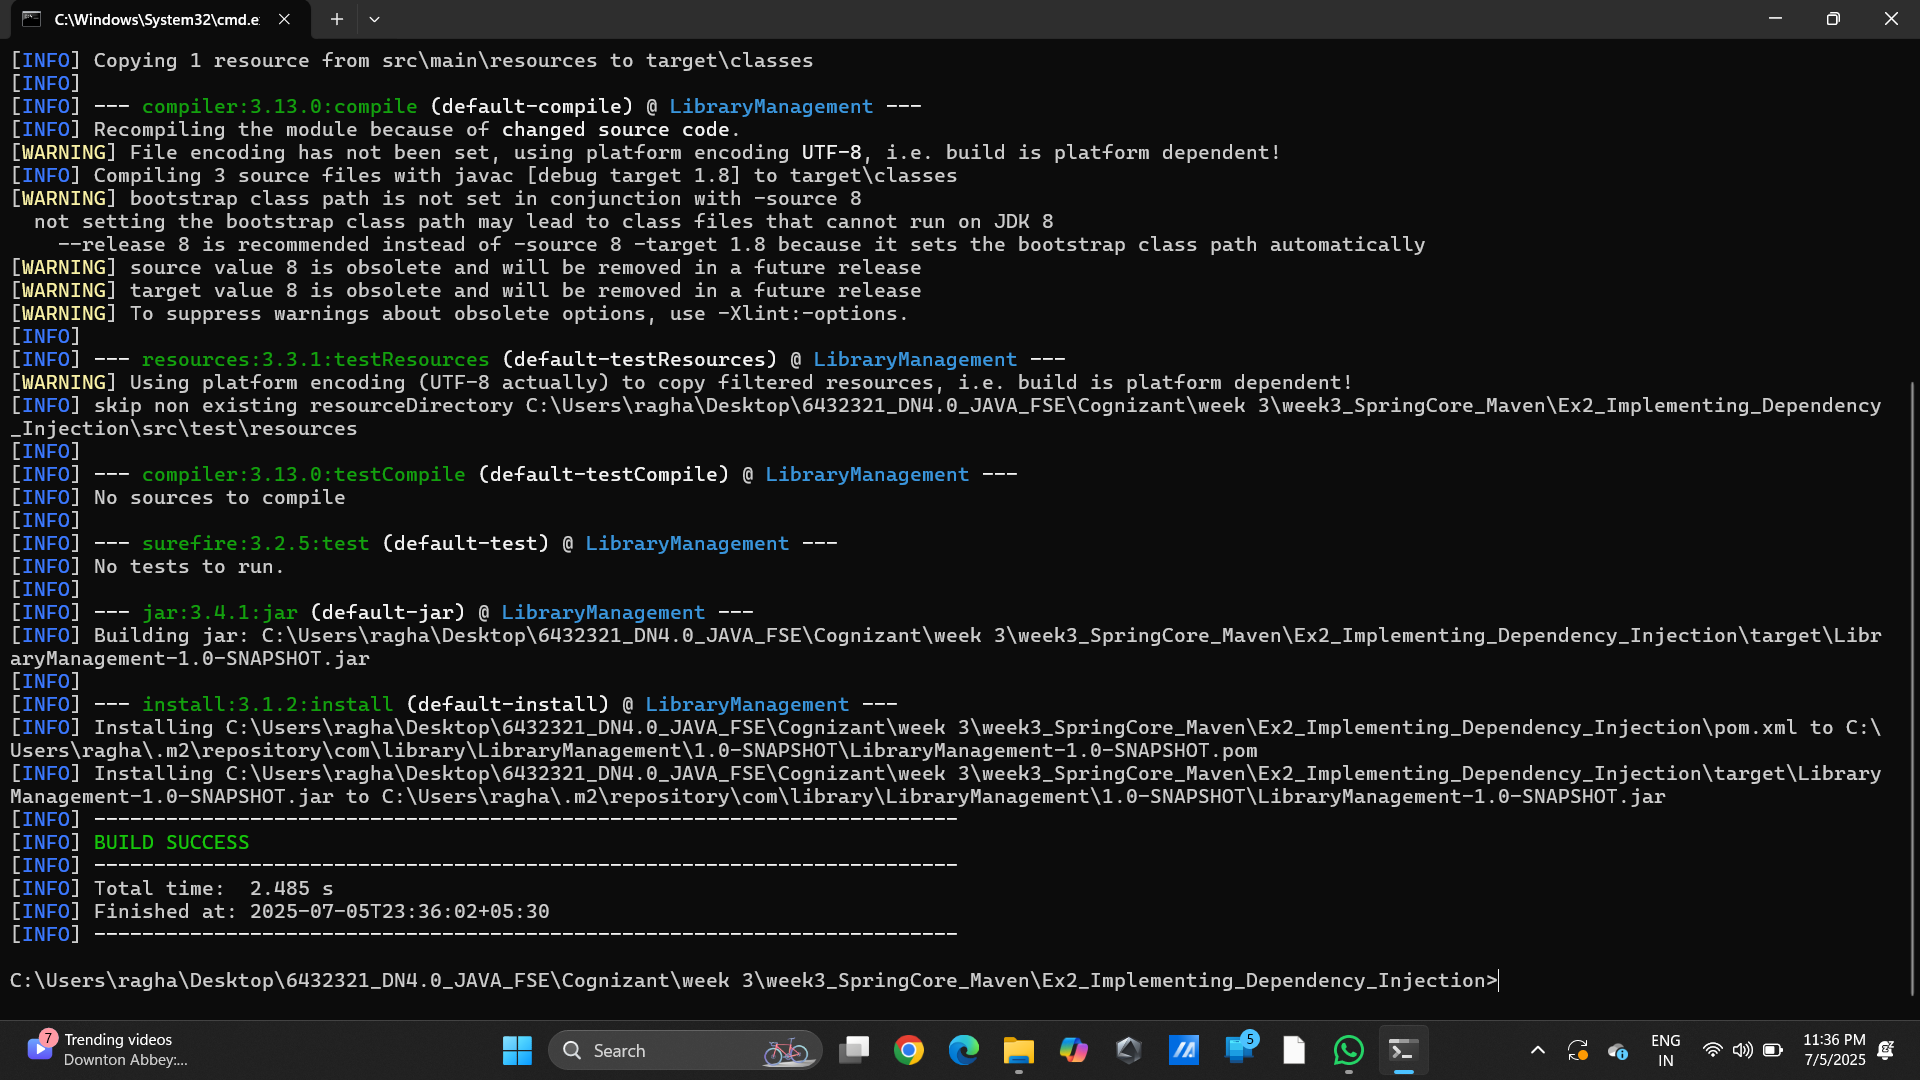 C:\Windows\System32\cmd.e
[INFO] Copying 1 resource from src\main\resources to target\classes
[INFO]
[INFO] --- compiler:3.13.0:compile (default-compile) @ LibraryManagement ---
[INFO] Recompiling the module because of changed source code.
[WARNING] File encoding has not been set, using platform encoding UTF-8, i.e. build is platform dependent!
[INFO] Compiling 3 source files with javac [debug target 1.8] to target\classes
[WARNING] bootstrap class path is not set in conjunction with -source 8
  not setting the bootstrap class path may lead to class files that cannot run on JDK 8
    --release 8 is recommended instead of -source 8 -target 1.8 because it sets the bootstrap class path automatically
[WARNING] source value 8 is obsolete and will be removed in a future release
[WARNING] target value 8 is obsolete and will be removed in a future release
[WARNING] To suppress warnings about obsolete options, use -Xlint:-options.
[INFO]
[INFO] --- resources:3.3.1:testResources (default-testResources) @ LibraryManagement ---
[WARNING] Using platform encoding (UTF-8 actually) to copy filtered resources, i.e. build is platform dependent!
[INFO] skip non existing resourceDirectory C:\Users\ragha\Desktop\6432321_DN4.0_JAVA_FSE\Cognizant\week 3\week3_SpringCore_Maven\Ex2_Implementing_Dependency
_Injection\src\test\resources
[INFO]
[INFO] --- compiler:3.13.0:testCompile (default-testCompile) @ LibraryManagement ---
[INFO] No sources to compile
[INFO]
[INFO] --- surefire:3.2.5:test (default-test) @ LibraryManagement ---
[INFO] No tests to run.
[INFO]
[INFO] --- jar:3.4.1:jar (default-jar) @ LibraryManagement ---
[INFO] Building jar: C:\Users\ragha\Desktop\6432321_DN4.0_JAVA_FSE\Cognizant\week 3\week3_SpringCore_Maven\Ex2_Implementing_Dependency_Injection\target\Libr
aryManagement-1.0-SNAPSHOT.jar
[INFO]
[INFO] --- install:3.1.2:install (default-install) @ LibraryManagement ---
[INFO] Installing C:\Users\ragha\Desktop\6432321_DN4.0_JAVA_FSE\Cognizant\week 3\week3_SpringCore_Maven\Ex2_Implementing_Dependency_Injection\pom.xml to C:\
Users\ragha\.m2\repository\com\library\LibraryManagement\1.0-SNAPSHOT\LibraryManagement-1.0-SNAPSHOT.pom
[INFO] Installing C:\Users\ragha\Desktop\6432321_DN4.0_JAVA_FSE\Cognizant\week 3\week3_SpringCore_Maven\Ex2_Implementing_Dependency_Injection\target\Library
Management-1.0-SNAPSHOT.jar to C:\Users\ragha\.m2\repository\com\library\LibraryManagement\1.0-SNAPSHOT\LibraryManagement-1.0-SNAPSHOT.jar
[INFO] ------------------------------------------------------------------------
[INFO] BUILD SUCCESS
[INFO] ------------------------------------------------------------------------
[INFO] Total time:  2.485 s
[INFO] Finished at: 2025-07-05T23:36:02+05:30
[INFO] ------------------------------------------------------------------------
C:\Users\ragha\Desktop\6432321_DN4.0_JAVA_FSE\Cognizant\week 3\week3_SpringCore_Maven\Ex2_Implementing_Dependency_Injection>
7
Trending videos
Downton Abbey:...
Search
5
ENG
IN
11:36 PM
7/5/2025